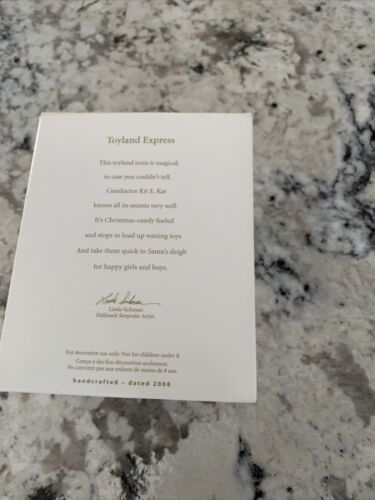 Toyland Express
This toyland train is magical,
in case you couldn't tell.
Conductor Kit E. Kat
knows all its secrets very well.
It's Christmas-candy fueled
and stops to load up waiting toys
And take them quick to Santa's sleigh
for happy girls and boys.
Linda Sickman
Linda Sickman
Hallmark Keepsake Artist
For decorative use only. Not for children under 8.
Conçu à des fins décoratives seulement.
Ne convient pas aux enfants de moins de 8 ans.
handcrafted – dated 2008